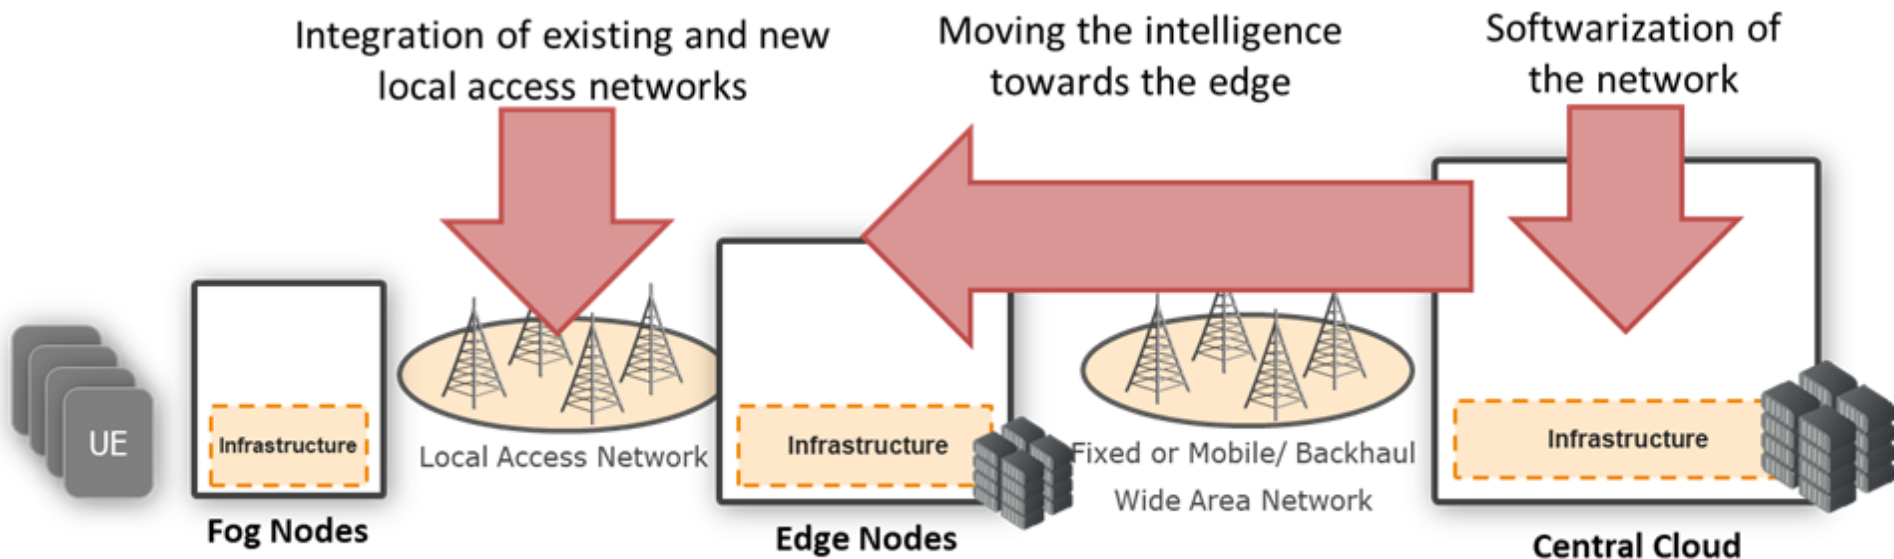 Integration of existing and new
local access networks
Moving the intelligence
towards the edge
Softwarization of
the network
UE
Infrastructure
Fog Nodes
Local Access Network
Infrastructure
Edge Nodes
Fixed or Mobile/ Backhaul
Wide Area Network
Infrastructure
Central Cloud